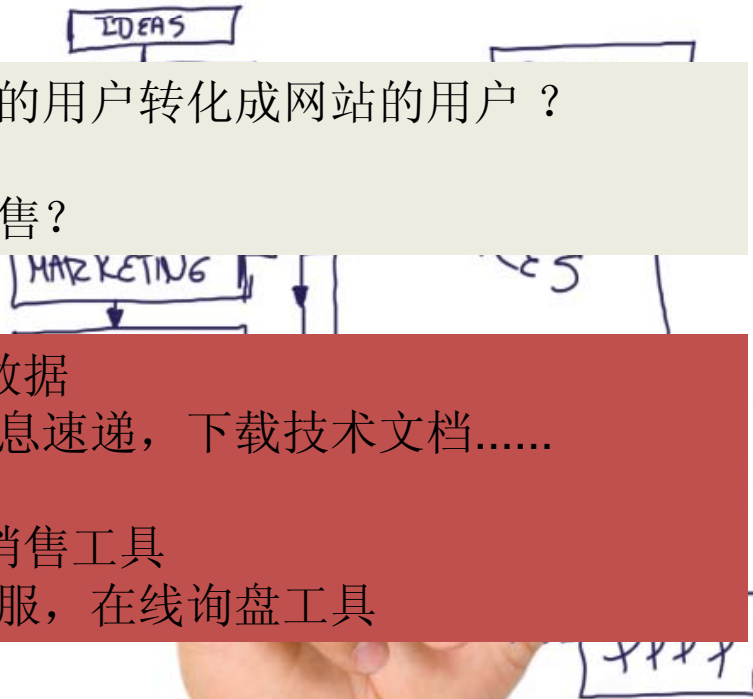 IDEAS
的用户转化成网站的用户 ？
售？
MARKETING
ES
数据
息速递，下载技术文档......
销售工具
服，在线询盘工具